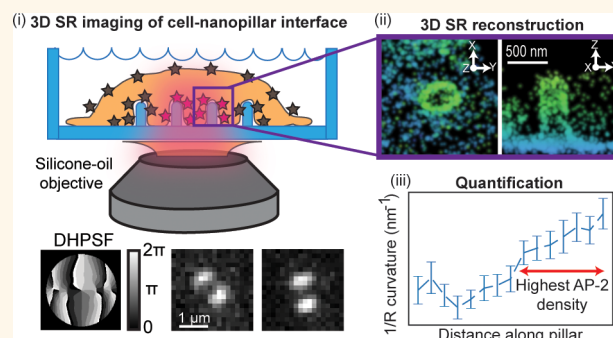 (i) 3D SR imaging of cell-nanopillar interface
Silicone-oil
objective
DHPSF
2π
π
0
1 μm
(ii) 3D SR reconstruction
X
Z
Y
500 nm
Z
X
Y
(iii) Quantification
1/R curvature (nm⁻¹)
Highest AP-2
density
Distance along pillar